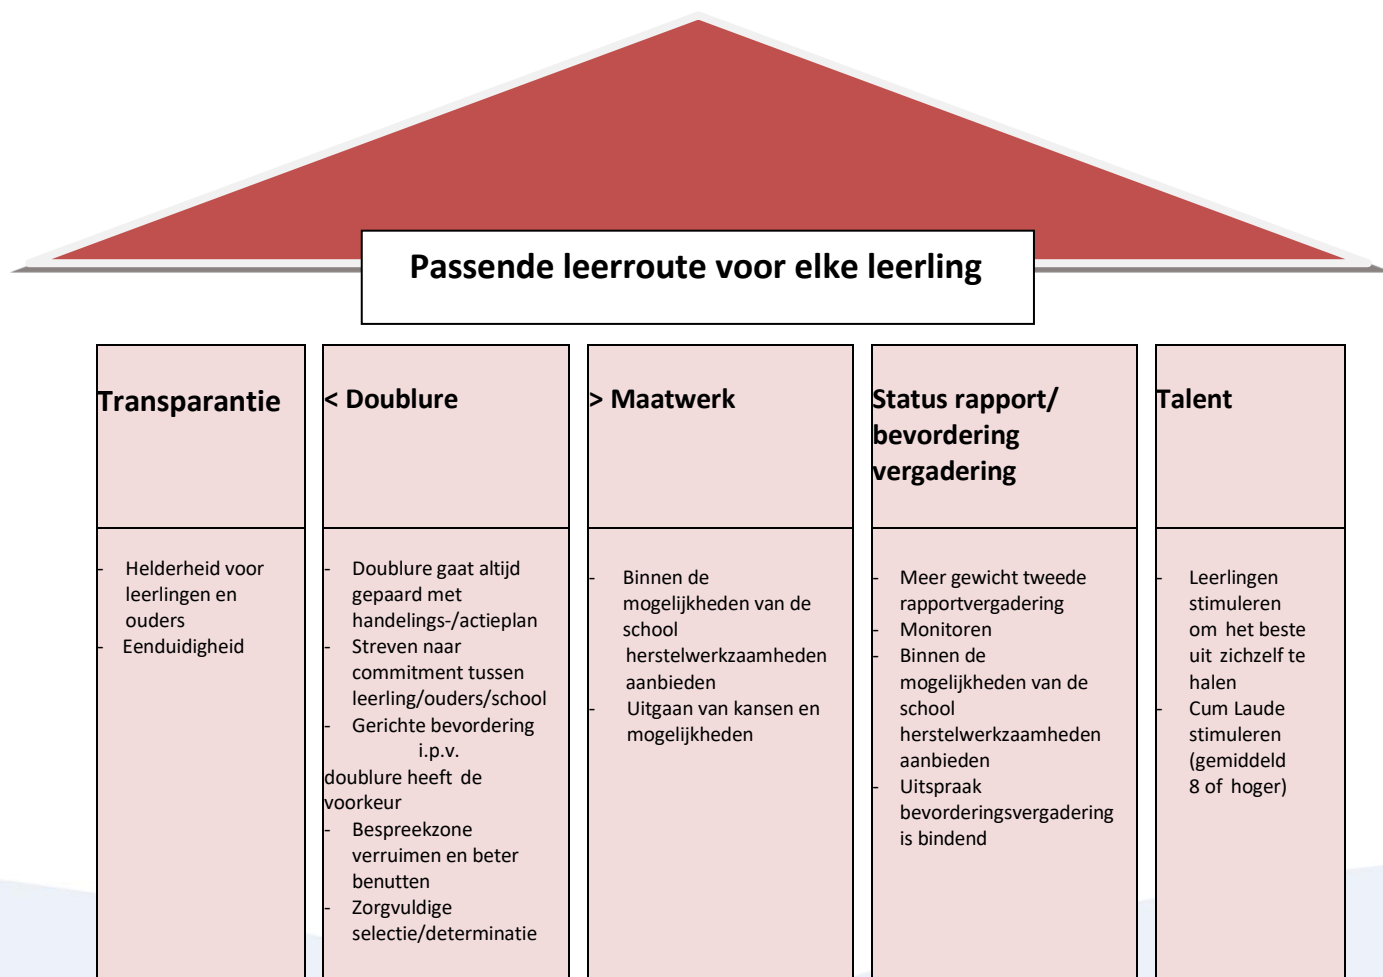 Passende leerroute voor elke leerling
Transparantie
- Helderheid voor
leerlingen en
ouders
- Eenduidigheid
< Doublure
- Doublure gaat altijd
gepaard met
handelings-/actieplan
- Streven naar
commitment tussen
leerling/ouders/school
- Gerichte bevordering
i.p.v.
doublure heeft de
voorkeur
- Bespreekzone
verruimen en beter
benutten
- Zorgvuldige
selectie/determinatie
> Maatwerk
- Binnen de
mogelijkheden van de
school
herstelwerkzaamheden
aanbieden
- Uitgaan van kansen en
mogelijkheden
Status rapport/
bevordering
vergadering
- Meer gewicht tweede
rapportvergadering
- Monitoren
- Binnen de
mogelijkheden van de
school
herstelwerkzaamheden
aanbieden
- Uitspraak
bevorderingsvergadering
is bindend
Talent
- Leerlingen
stimuleren
om het beste
uit zichzelf te
halen
- Cum Laude
stimuleren
(gemiddeld
8 of hoger)